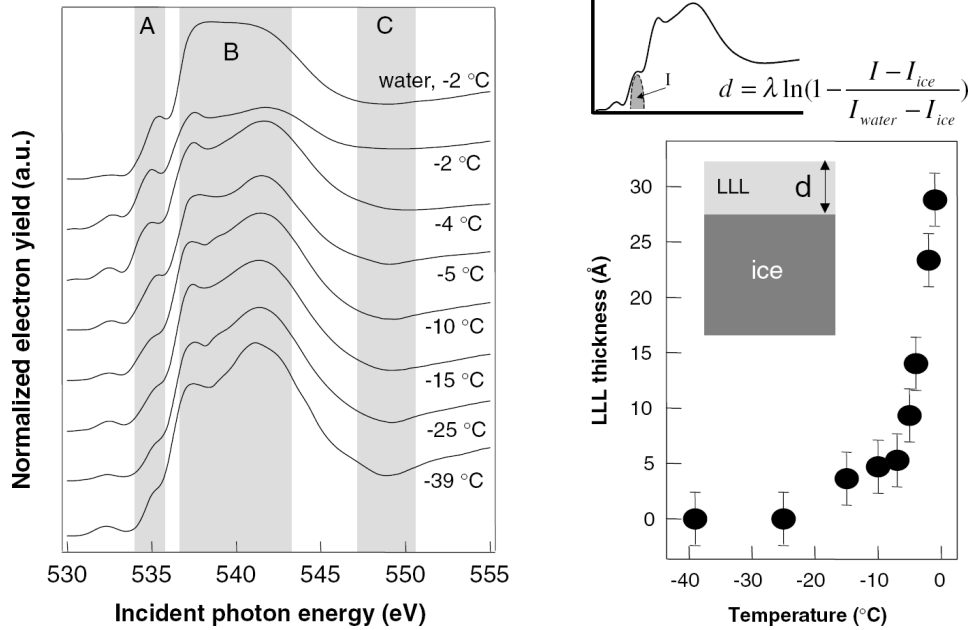 A
B
C
water, -2 °C
-2 °C
-4 °C
-5 °C
-10 °C
-15 °C
-25 °C
-39 °C
Normalized electron yield (a.u.)
530 535 540 545 550 555
Incident photon energy (eV)
I
d = λ ln(1 - (I - I_ice)/(I_water - I_ice))
LLL d
ice
LLL thickness (Å)
30
25
20
15
10
5
0
-40 -30 -20 -10 0
Temperature (°C)